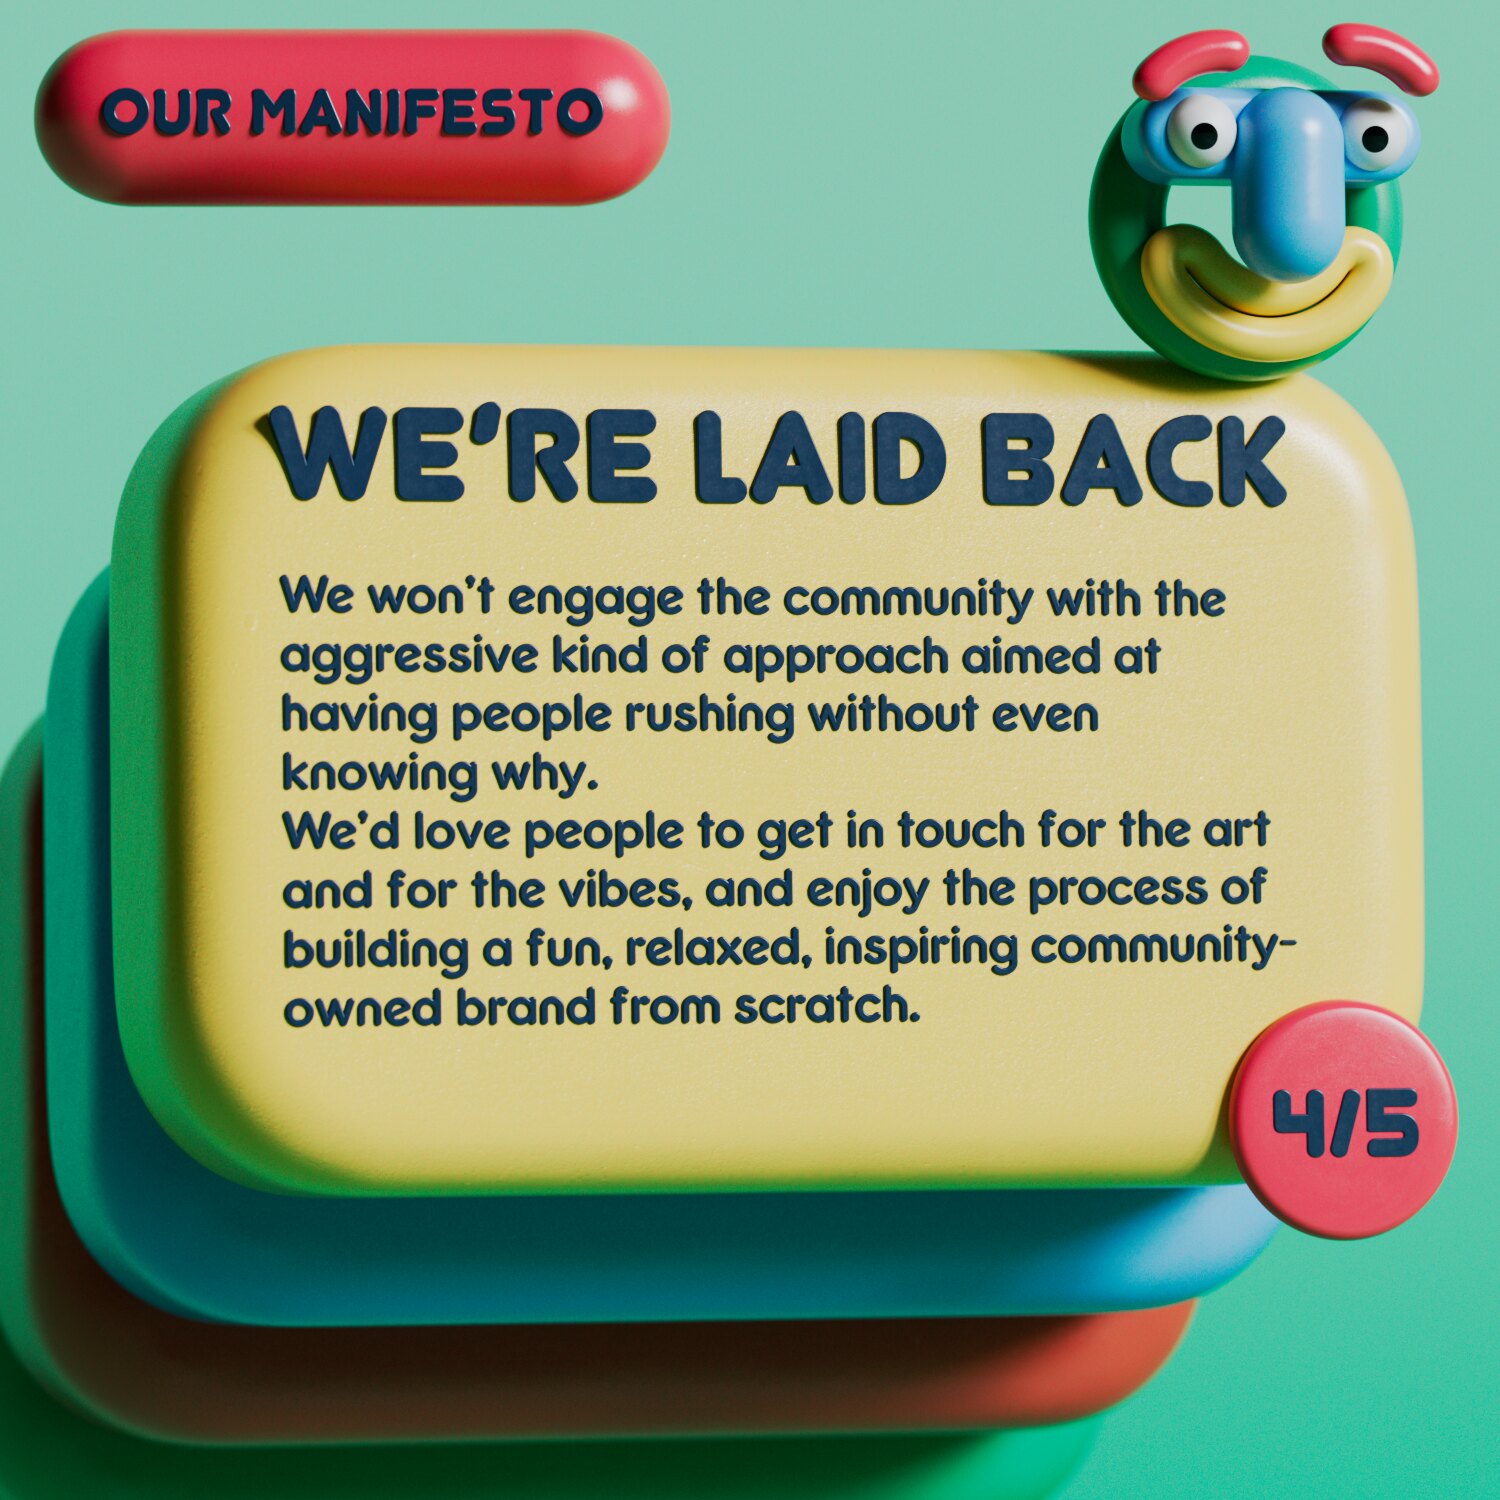 OUR MANIFESTO
WE'RE LAID BACK
We won't engage the community with the
aggressive kind of approach aimed at
having people rushing without even
knowing why.
We'd love people to get in touch for the art
and for the vibes, and enjoy the process of
building a fun, relaxed, inspiring community-
owned brand from scratch.
4/5